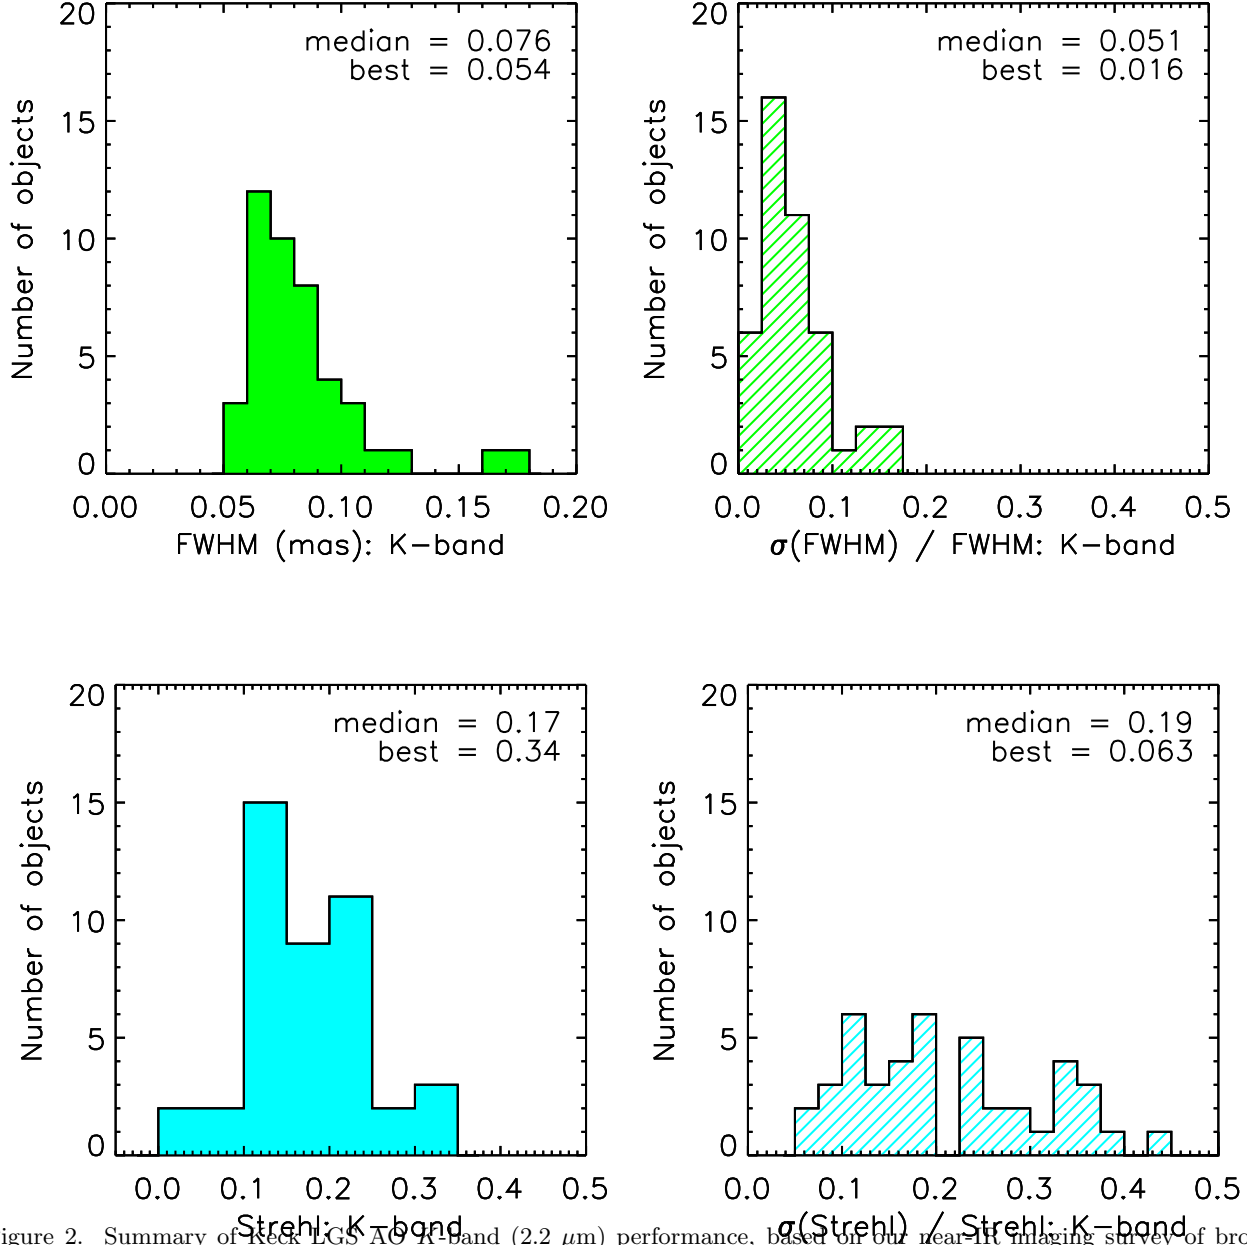 20
15
10
5
0
Number of objects
median = 0.076
best = 0.054
0.00 0.05 0.10 0.15 0.20
FWHM (mas): K-band
20
15
10
5
0
Number of objects
median = 0.051
best = 0.016
0.0 0.1 0.2 0.3 0.4 0.5
σ(FWHM) / FWHM: K-band
20
15
10
5
0
Number of objects
median = 0.17
best = 0.34
0.0 0.1 0.2 0.3 0.4 0.5
Strehl: K-band
20
15
10
5
0
Number of objects
median = 0.19
best = 0.063
0.0 0.1 0.2 0.3 0.4 0.5
σ(Strehl) / Strehl: K-band
igure 2. Summary of Keck LGS AO K-band (2.2 μm) performance, based on our near-IR imaging survey of bro